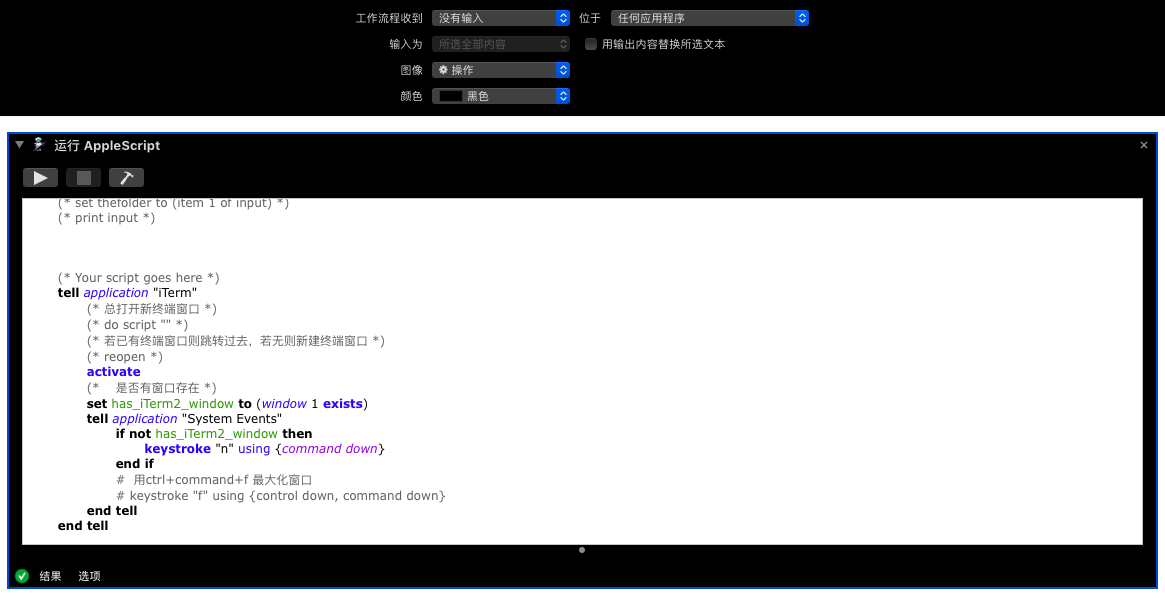 工作流程收到 没有输入 位于 任何应用程序
输入为 所选全部内容 用输出内容替换所选文本
图像 操作
颜色 黑色
运行 AppleScript
(* set thefolder to (item 1 of input) *)
(* print input *)
(* Your script goes here *)
tell application "iTerm"
(* 总打开新终端窗口 *)
(* do script "" *)
(* 若已有终端窗口则跳转过去，若无则新建终端窗口 *)
(* reopen *)
activate
(* 是否有窗口存在 *)
set has_iTerm2_window to (window 1 exists)
tell application "System Events"
if not has_iTerm2_window then
keystroke "n" using {command down}
end if
# 用ctrl+command+f 最大化窗口
# keystroke "f" using {control down, command down}
end tell
end tell
结果 选项